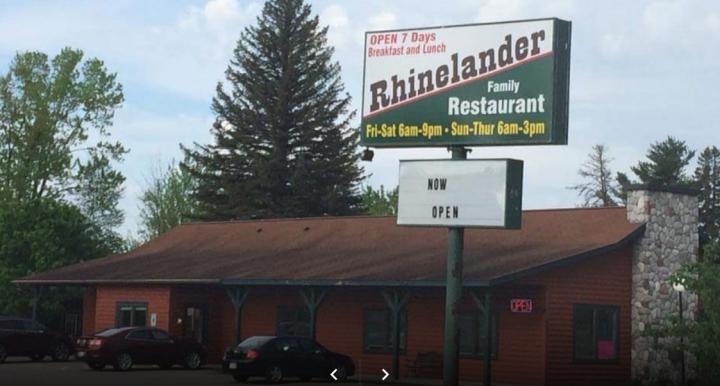 OPEN 7 Days
Breakfast and Lunch
Rhinelander
Family
Restaurant
Fri-Sat 6am-9pm • Sun-Thur 6am-3pm
NOW
OPEN
OPEN